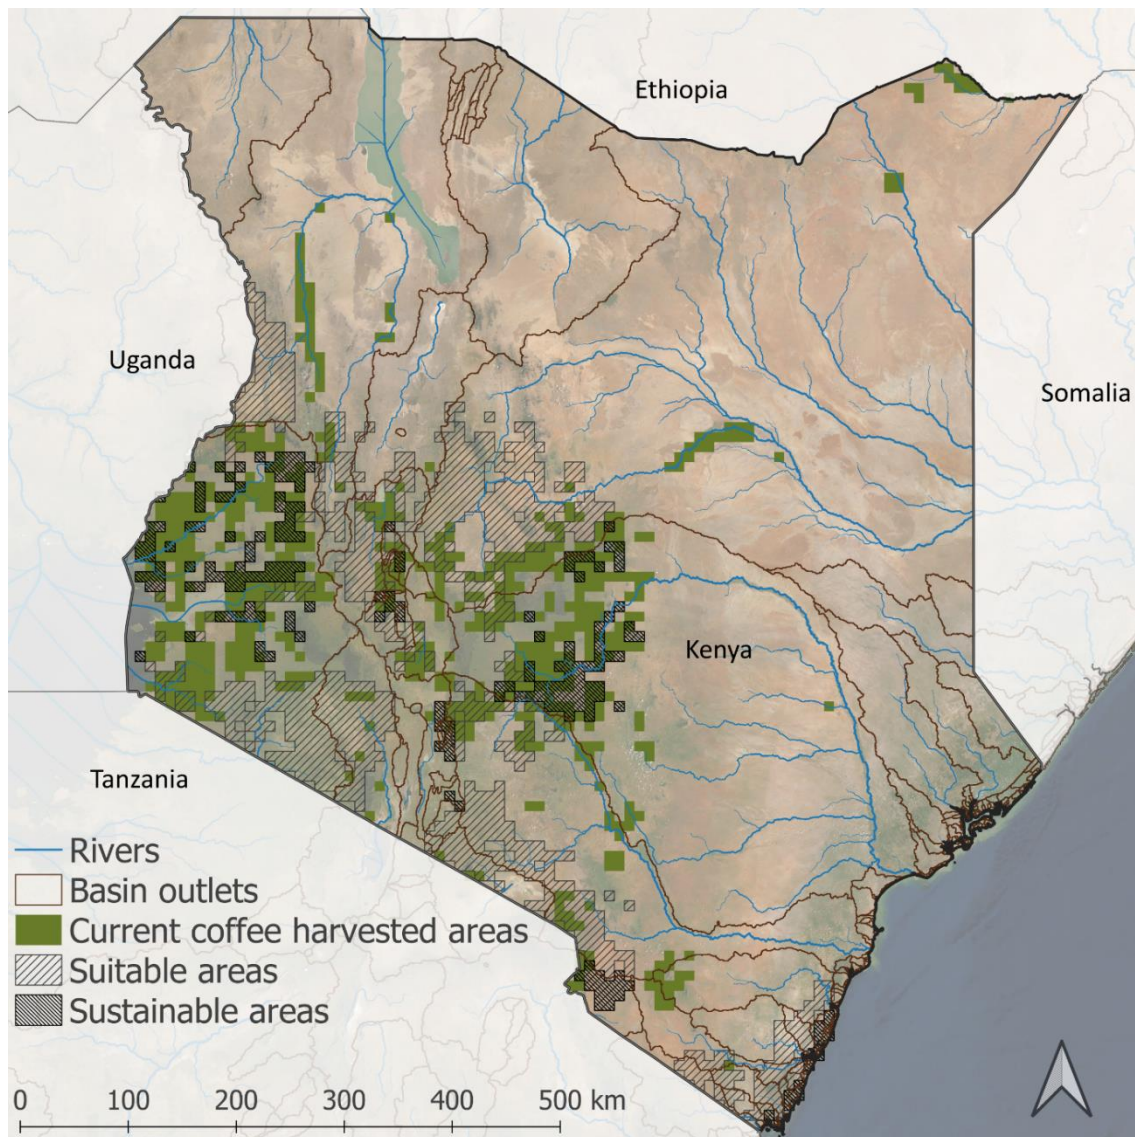 Ethiopia
Uganda
Somalia
Kenya
Tanzania
Rivers
Basin outlets
Current coffee harvested areas
Suitable areas
Sustainable areas
0 100 200 300 400 500 km